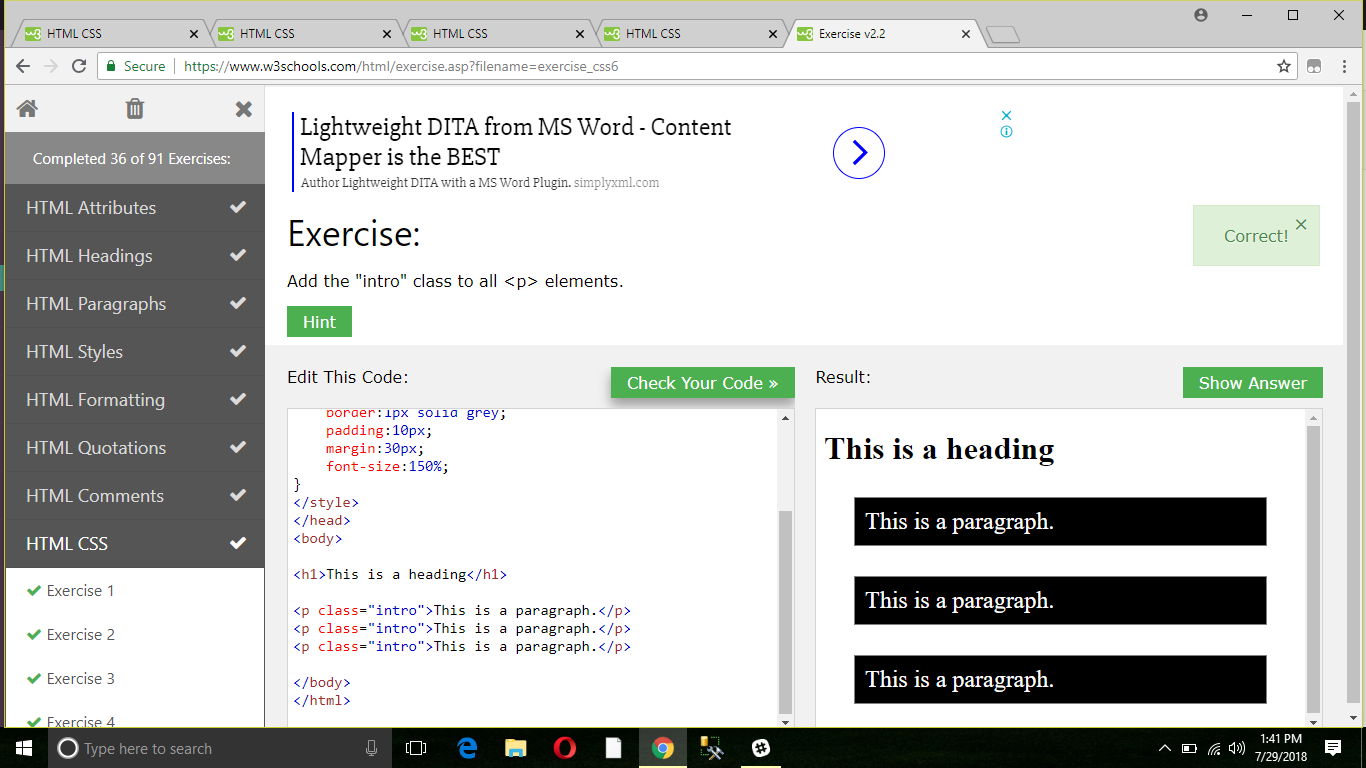 HTML CSS
HTML CSS
HTML CSS
HTML CSS
Exercise v2.2
Secure
https://www.w3schools.com/html/exercise.asp?filename=exercise_css6
Completed 36 of 91 Exercises:
HTML Attributes
HTML Headings
HTML Paragraphs
HTML Styles
HTML Formatting
HTML Quotations
HTML Comments
HTML CSS
Exercise 1
Exercise 2
Exercise 3
Exercise 4
Lightweight DITA from MS Word - Content
Mapper is the BEST
Author Lightweight DITA with a MS Word Plugin. simplyxml.com
Exercise:
Correct!
Add the "intro" class to all <p> elements.
Hint
Edit This Code:
Check Your Code »
border:1px solid grey;
padding:10px;
margin:30px;
font-size:150%;
}
</style>
</head>
<body>
<h1>This is a heading</h1>
<p class="intro">This is a paragraph.</p>
<p class="intro">This is a paragraph.</p>
<p class="intro">This is a paragraph.</p>
</body>
</html>
Result:
Show Answer
This is a heading
This is a paragraph.
This is a paragraph.
This is a paragraph.
Type here to search
1:41 PM
7/29/2018